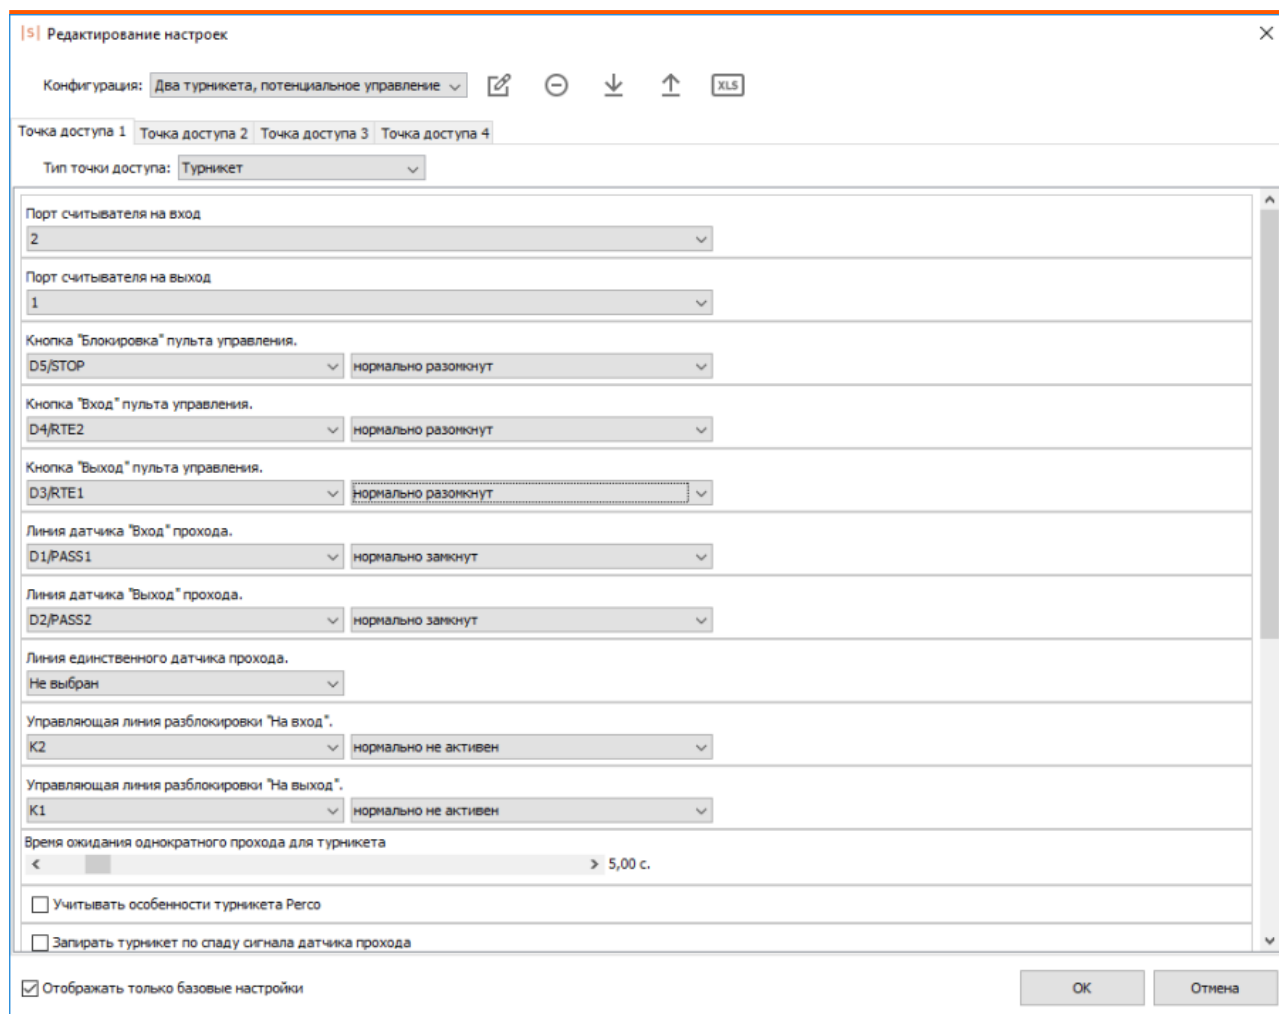 |S| Редактирование настроек
Конфигурация: Два турникета, потенциальное управление
XLS
Точка доступа 1 Точка доступа 2 Точка доступа 3 Точка доступа 4
Тип точки доступа: Турникет
Порт считывателя на вход
2
Порт считывателя на выход
1
Кнопка "Блокировка" пульта управления.
D5/STOP нормально разомкнут
Кнопка "Вход" пульта управления.
D4/RTE2 нормально разомкнут
Кнопка "Выход" пульта управления.
D3/RTE1 нормально разомкнут
Линия датчика "Вход" прохода.
D1/PASS1 нормально замкнут
Линия датчика "Выход" прохода.
D2/PASS2 нормально замкнут
Линия единственного датчика прохода.
Не выбран
Управляющая линия разблокировки "На вход".
K2 нормально не активен
Управляющая линия разблокировки "На выход".
K1 нормально не активен
Время ожидания однократного прохода для турникета
5,00 с.
Учитывать особенности турникета Perco
Запирать турникет по спаду сигнала датчика прохода
Отображать только базовые настройки
OK Отмена